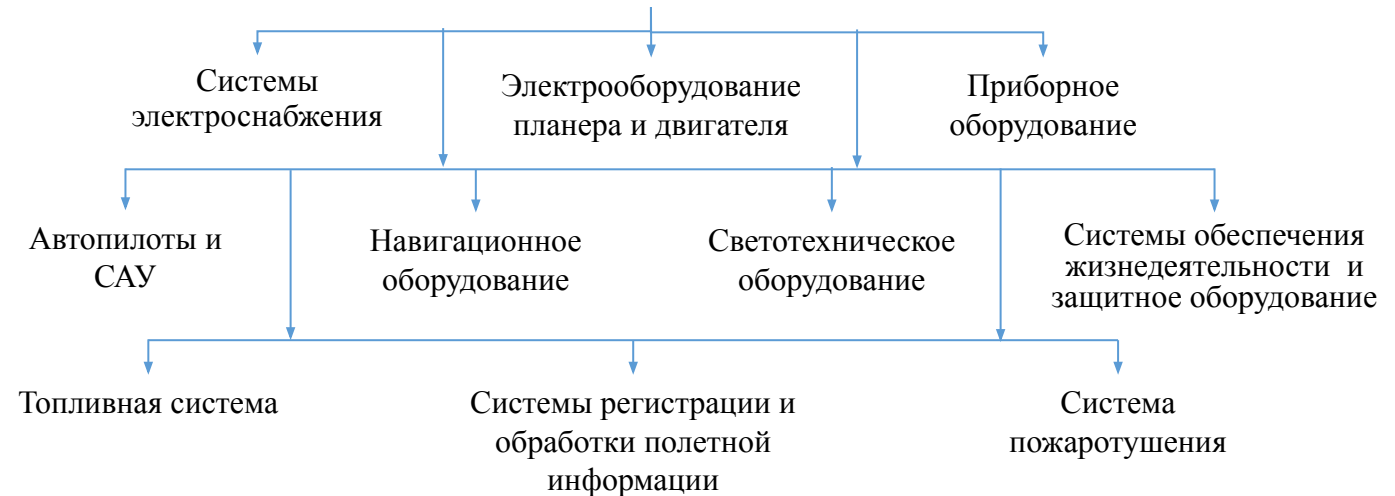 Системы
электроснабжения
Электрооборудование
планера и двигателя
Приборное
оборудование
Автопилоты и
САУ
Навигационное
оборудование
Светотехническое
оборудование
Системы обеспечения
жизнедеятельности и
защитное оборудование
Топливная система
Системы регистрации и
обработки полетной
информации
Система
пожаротушения